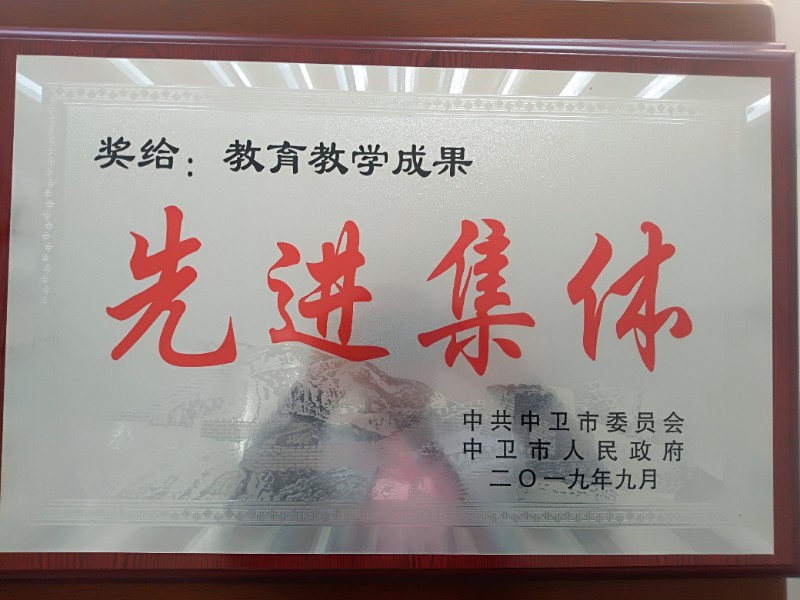 奖给：教育教学成果
先进集体
中共中卫市委员会
中卫市人民政府
二〇一九年九月